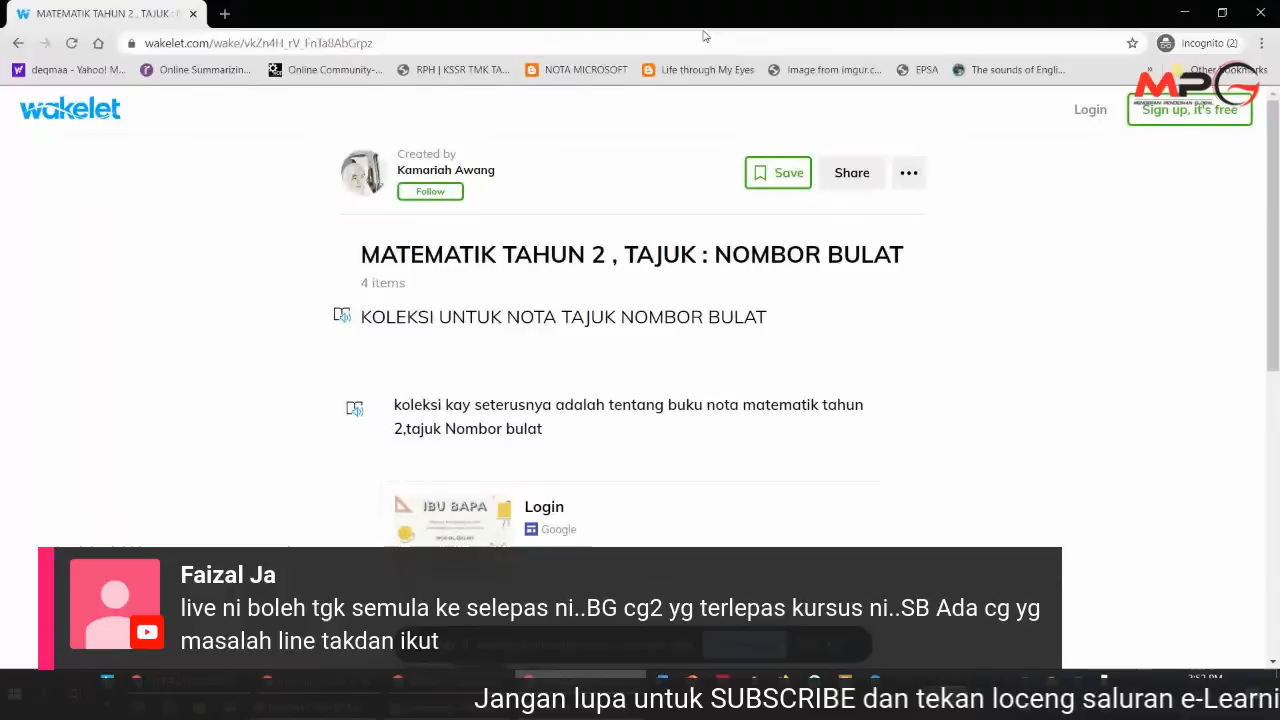 MATEMATIK TAHUN 2 , TAJUK : N
wakelet.com/wake/vkZn4H_rV_FnTa8AbGrpz
Incognito (2)
deqmaa - Yahoo! M...
Online Summarizin...
Online Community-...
RPH | KSSR TMK TA...
NOTA MICROSOFT
Life through My Eyes
Image from imgur.c...
EPSA
The sounds of Engli...
Other bookmarks
MPG
wakelet
Login
Sign up, it's free
Created by
Kamariah Awang
Follow
Save
Share
MATEMATIK TAHUN 2 , TAJUK : NOMBOR BULAT
4 items
KOLEKSI UNTUK NOTA TAJUK NOMBOR BULAT
koleksi kay seterusnya adalah tentang buku nota matematik tahun
2,tajuk Nombor bulat
IBU BAPA
Login
Google
Faizal Ja
live ni boleh tgk semula ke selepas ni..BG cg2 yg terlepas kursus ni..SB Ada cg yg
masalah line takdan ikut
Jangan lupa untuk SUBSCRIBE dan tekan loceng saluran e-Learni